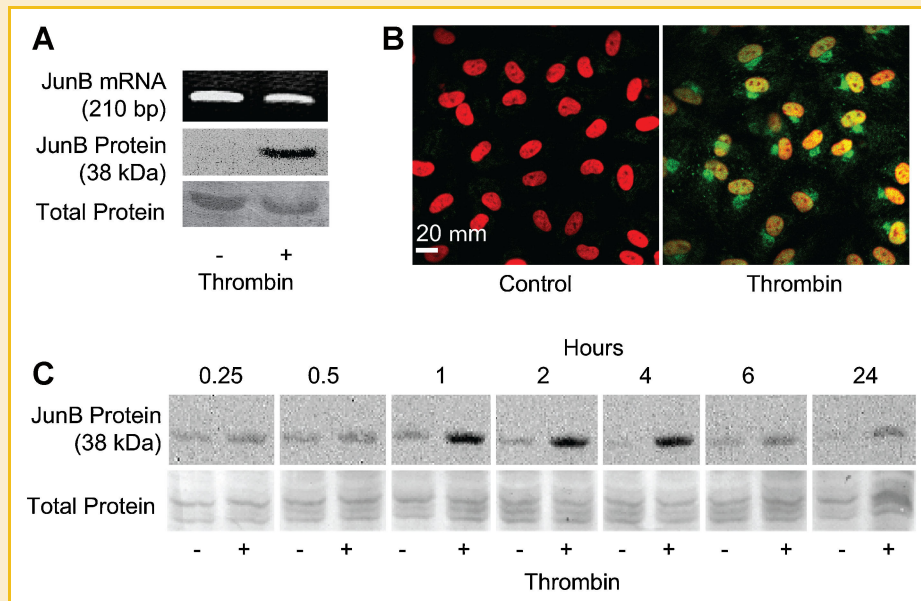 A
JunB mRNA
(210 bp)
JunB Protein
(38 kDa)
Total Protein
- +
Thrombin
B
20 mm
Control Thrombin
Hours
C
0.25 0.5 1 2 4 6 24
JunB Protein
(38 kDa)
Total Protein
- + - + - + - + - + - + - +
Thrombin